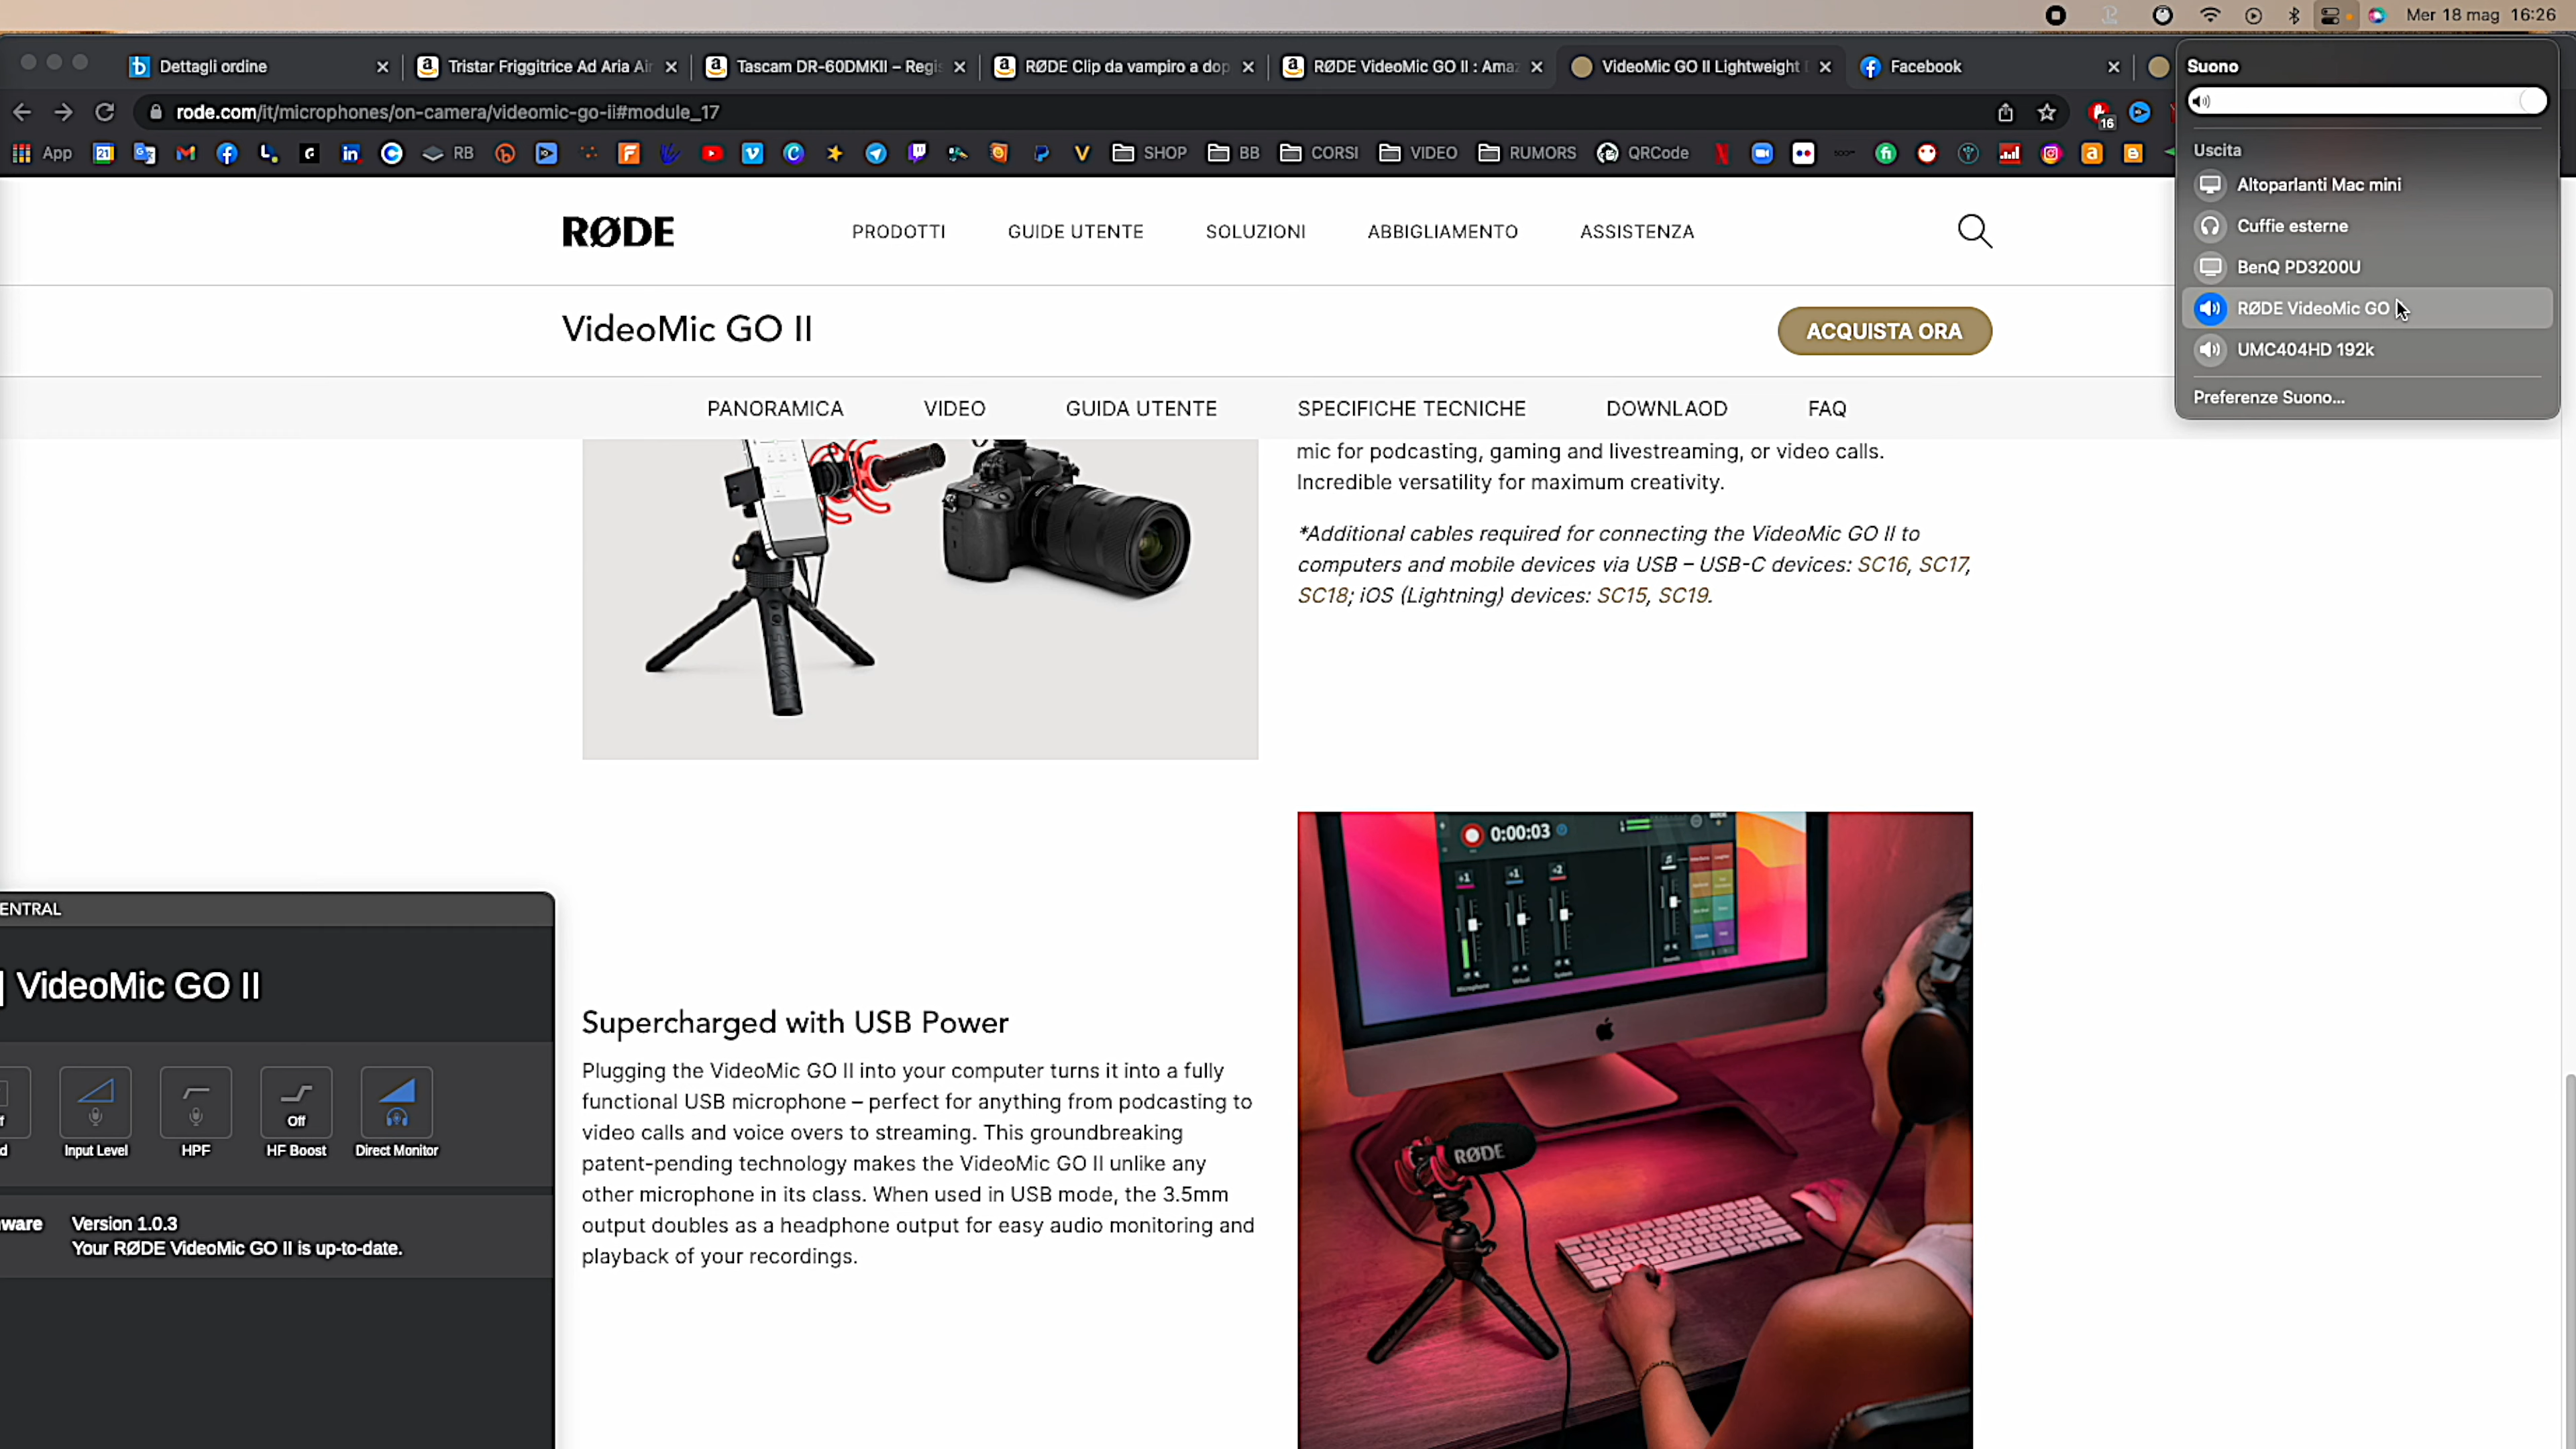 Mer 18 mag 16:26
Dettagli ordine
Tristar Friggitrice Ad Aria Air
Tascam DR-60DMKII – Regis
RØDE Clip da vampiro a dop
RØDE VideoMic GO II : Amaz
VideoMic GO II Lightweight
Facebook
rode.com/it/microphones/on-camera/videomic-go-ii#module_17
16
App
21
RB
SHOP
BB
CORSI
VIDEO
RUMORS
QRCode
Suono
Uscita
Altoparlanti Mac mini
Cuffie esterne
BenQ PD3200U
RØDE VideoMic GO
UMC404HD 192k
Preferenze Suono...
RØDE
PRODOTTI
GUIDE UTENTE
SOLUZIONI
ABBIGLIAMENTO
ASSISTENZA
VideoMic GO II
ACQUISTA ORA
PANORAMICA
VIDEO
GUIDA UTENTE
SPECIFICHE TECNICHE
DOWNLAOD
FAQ
mic for podcasting, gaming and livestreaming, or video calls.
Incredible versatility for maximum creativity.
*Additional cables required for connecting the VideoMic GO II to
computers and mobile devices via USB – USB-C devices: SC16, SC17,
SC18; iOS (Lightning) devices: SC15, SC19.
0:00:03
RØDE
ENTRAL
VideoMic GO II
Off
Input Level
HPF
HF Boost
Direct Monitor
ware
Version 1.0.3
Your RØDE VideoMic GO II is up-to-date.
Supercharged with USB Power
Plugging the VideoMic GO II into your computer turns it into a fully
functional USB microphone – perfect for anything from podcasting to
video calls and voice overs to streaming. This groundbreaking
patent-pending technology makes the VideoMic GO II unlike any
other microphone in its class. When used in USB mode, the 3.5mm
output doubles as a headphone output for easy audio monitoring and
playback of your recordings.